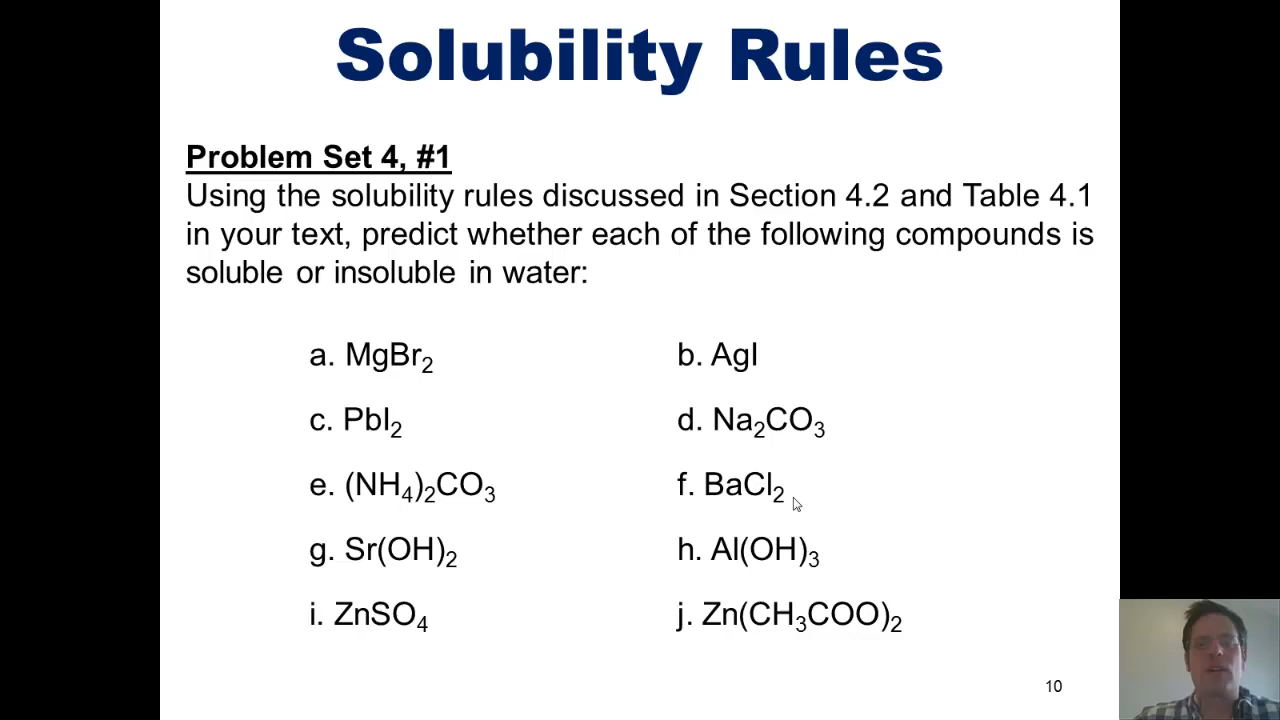 Solubility Rules
Problem Set 4, #1
Using the solubility rules discussed in Section 4.2 and Table 4.1
in your text, predict whether each of the following compounds is
soluble or insoluble in water:
a. MgBr₂ b. AgI
c. PbI₂ d. Na₂CO₃
e. (NH₄)₂CO₃ f. BaCl₂
g. Sr(OH)₂ h. Al(OH)₃
i. ZnSO₄ j. Zn(CH₃COO)₂
10